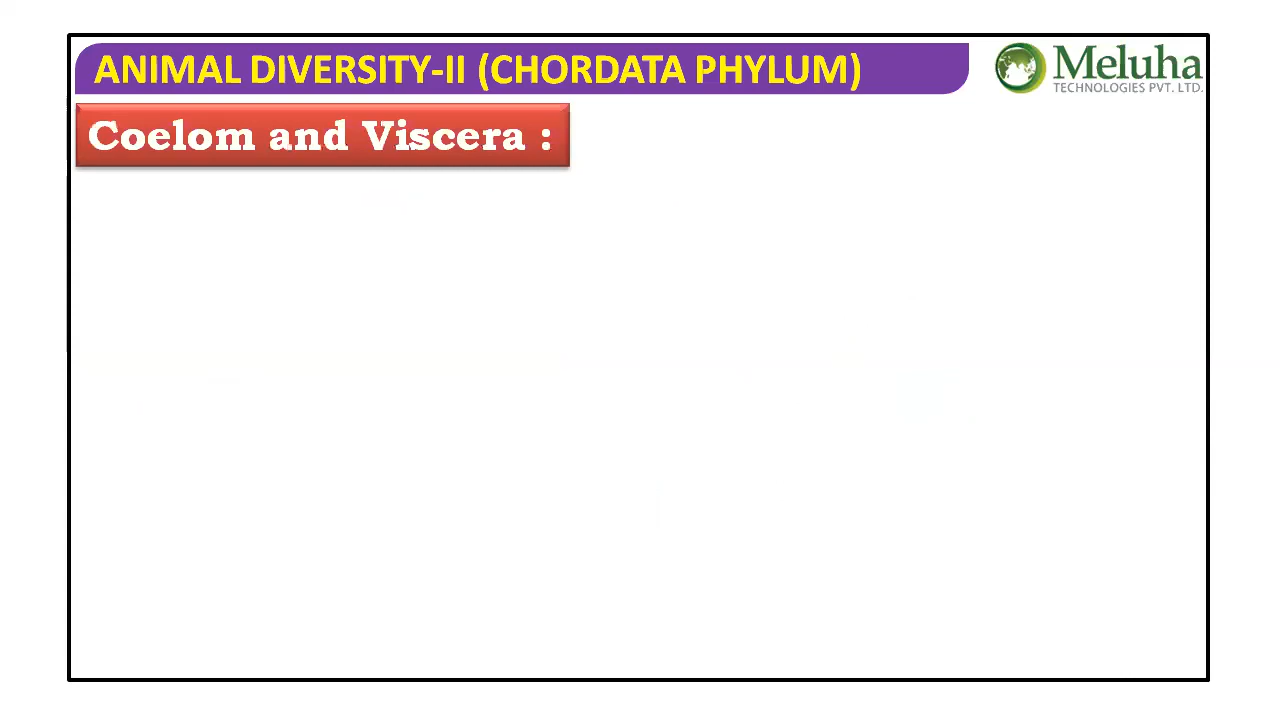 ANIMAL DIVERSITY-II (CHORDATA PHYLUM)
Meluha
TECHNOLOGIES PVT. LTD.
Coelom and Viscera :